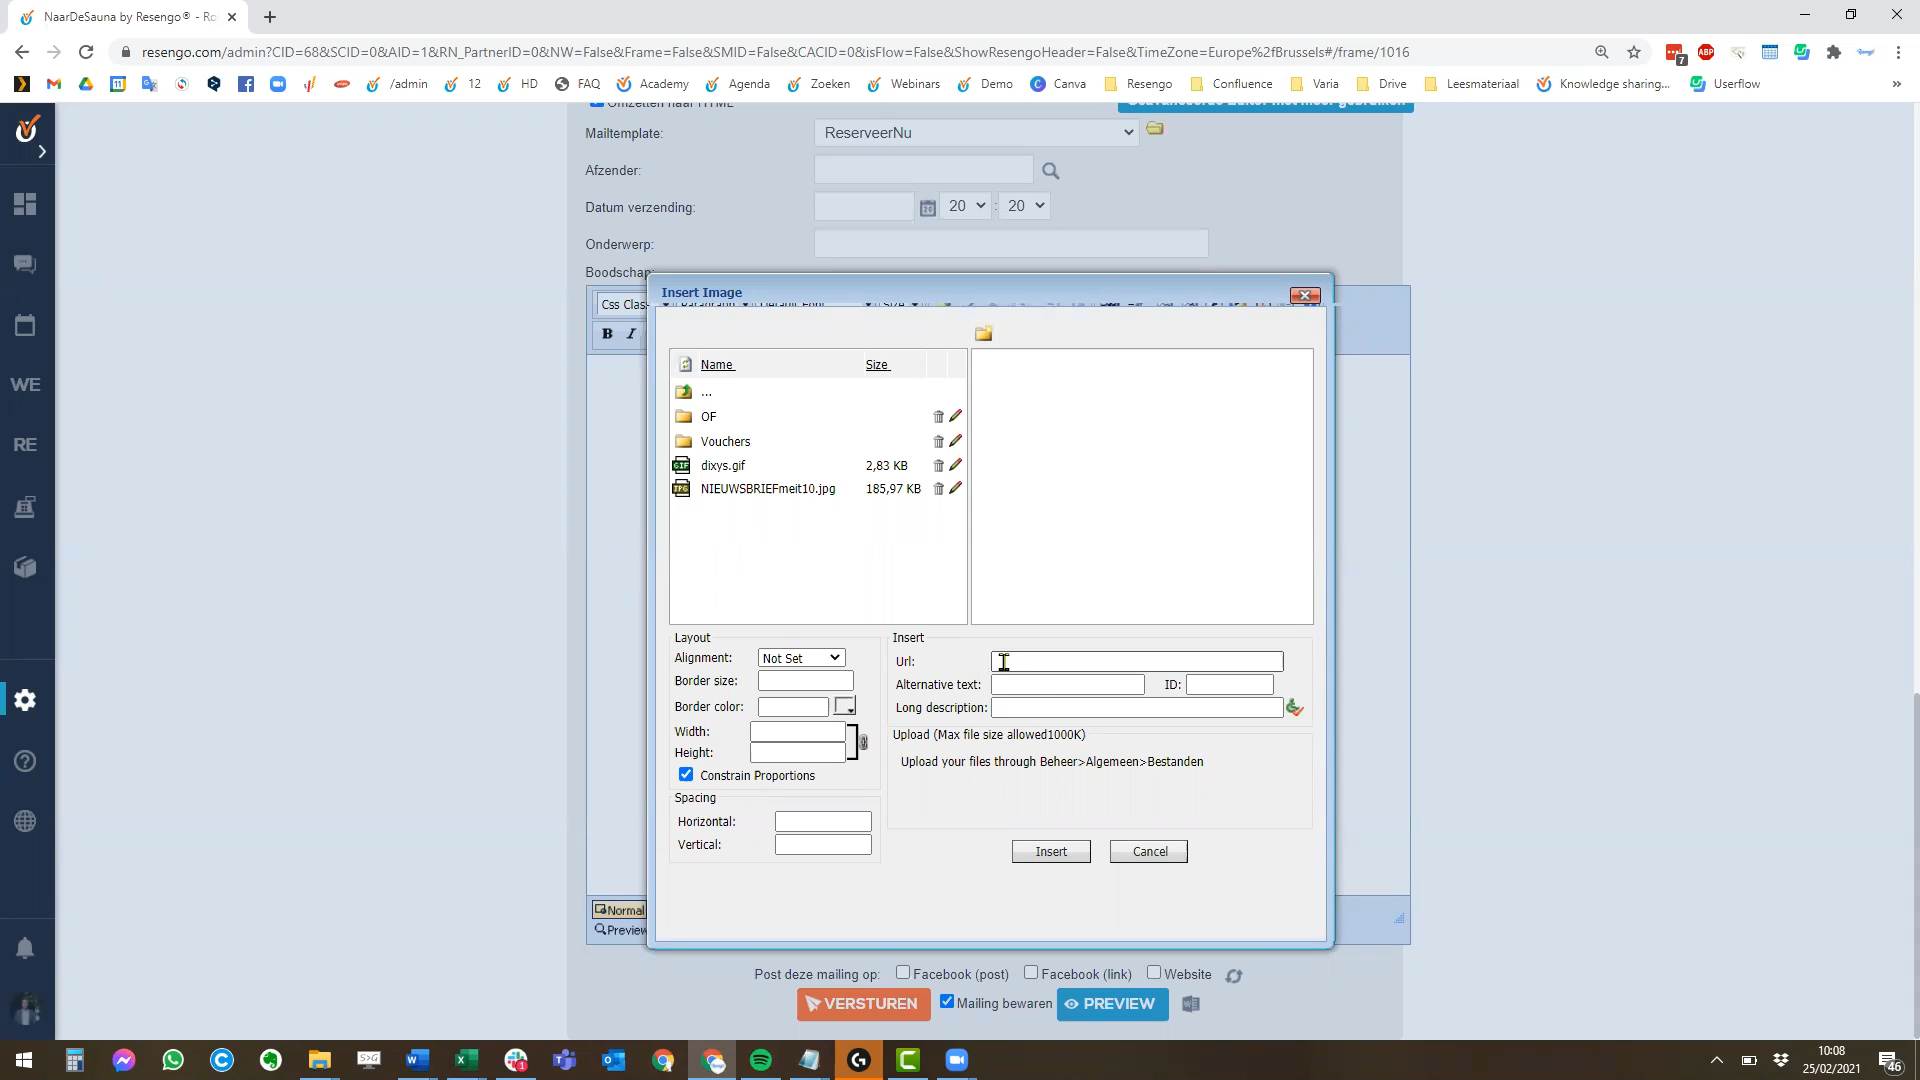 NaarDeSauna by Resengo® - Ro
resengo.com/admin?CID=68&SCID=0&AID=1&RN_PartnerID=0&NW=False&Frame=False&SMID=False&CACID=0&isFlow=False&ShowResengoHeader=False&TimeZone=Europe%2fBrussels#/frame/1016
/admin 12 HD FAQ Academy Agenda Zoeken Webinars Demo Canva Resengo Confluence Varia Drive Leesmateriaal Knowledge sharing... Userflow »
Omzetten naar HTML
Mailtemplate: ReserveerNu
Afzender:
Datum verzending: 20 : 20
Onderwerp:
Boodschap:
Insert Image
Css Clas
B I
Name Size
...
OF
Vouchers
dixys.gif 2,83 KB
NIEUWSBRIEFmeit10.jpg 185,97 KB
WE
RE
Layout
Alignment: Not Set
Border size:
Border color:
Width:
Height:
Constrain Proportions
Spacing
Horizontal:
Vertical:
Insert
Url:
Alternative text: ID:
Long description:
Upload (Max file size allowed1000K)
Upload your files through Beheer>Algemeen>Bestanden
Insert Cancel
Normal
Preview
Post deze mailing op: Facebook (post) Facebook (link) Website
VERSTUREN Mailing bewaren PREVIEW
10:08
25/02/2021
46